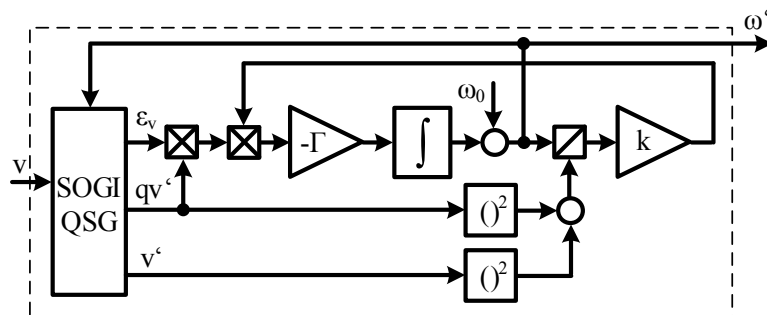 ω‘
ω₀
εᵥ
-Γ
∫
k
v
SOGI
QSG
qv‘
()²
v‘
()²